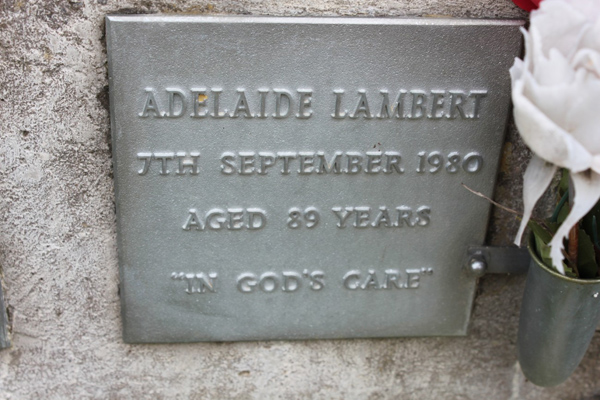 ADELAIDE LAMBERT
7TH SEPTEMBER 1980
AGED 89 YEARS
"IN GOD'S CARE"